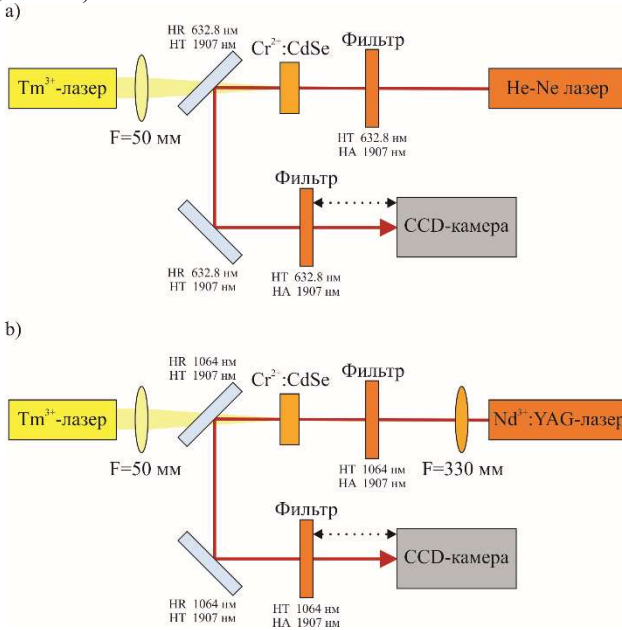 a)
HR 632.8 нм
HT 1907 нм
Cr²⁺:CdSe
Фильтр
Tm³⁺-лазер
He-Ne лазер
F=50 мм
HT 632.8 нм
HA 1907 нм
Фильтр
CCD-камера
HR 632.8 нм
HT 1907 нм
HT 632.8 нм
HA 1907 нм
b)
HR 1064 нм
HT 1907 нм
Cr²⁺:CdSe
Фильтр
Tm³⁺-лазер
Nd³⁺:YAG-лазер
F=50 мм
HT 1064 нм
HA 1907 нм
F=330 мм
Фильтр
CCD-камера
HR 1064 нм
HT 1907 нм
HT 1064 нм
HA 1907 нм